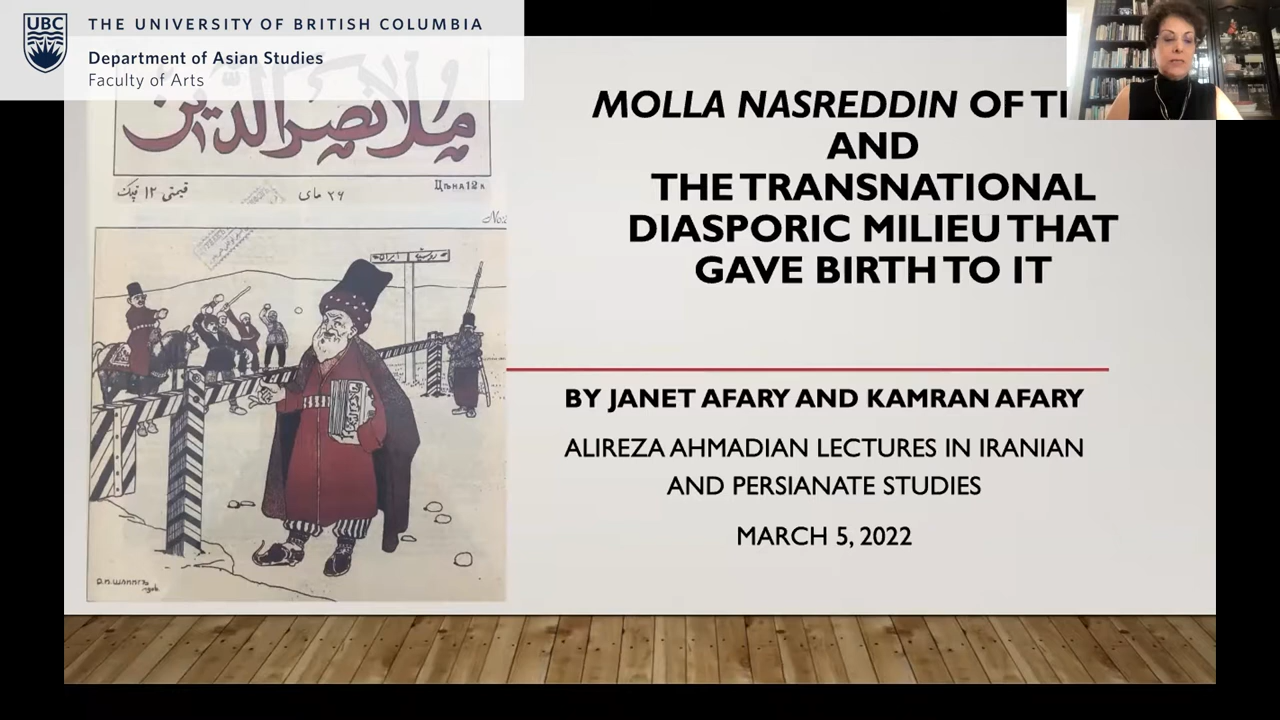 UBC
THE UNIVERSITY OF BRITISH COLUMBIA
Department of Asian Studies
Faculty of Arts
ملا نصرالدین
قیمتی ۱۲ قپک
۲۶ مای
Цѣна 12 к
MOLLA NASREDDIN OF
AND
THE TRANSNATIONAL
DIASPORIC MILIEU THAT
GAVE BIRTH TO IT
BY JANET AFARY AND KAMRAN AFARY
ALIREZA AHMADIAN LECTURES IN IRANIAN
AND PERSIANATE STUDIES
MARCH 5, 2022